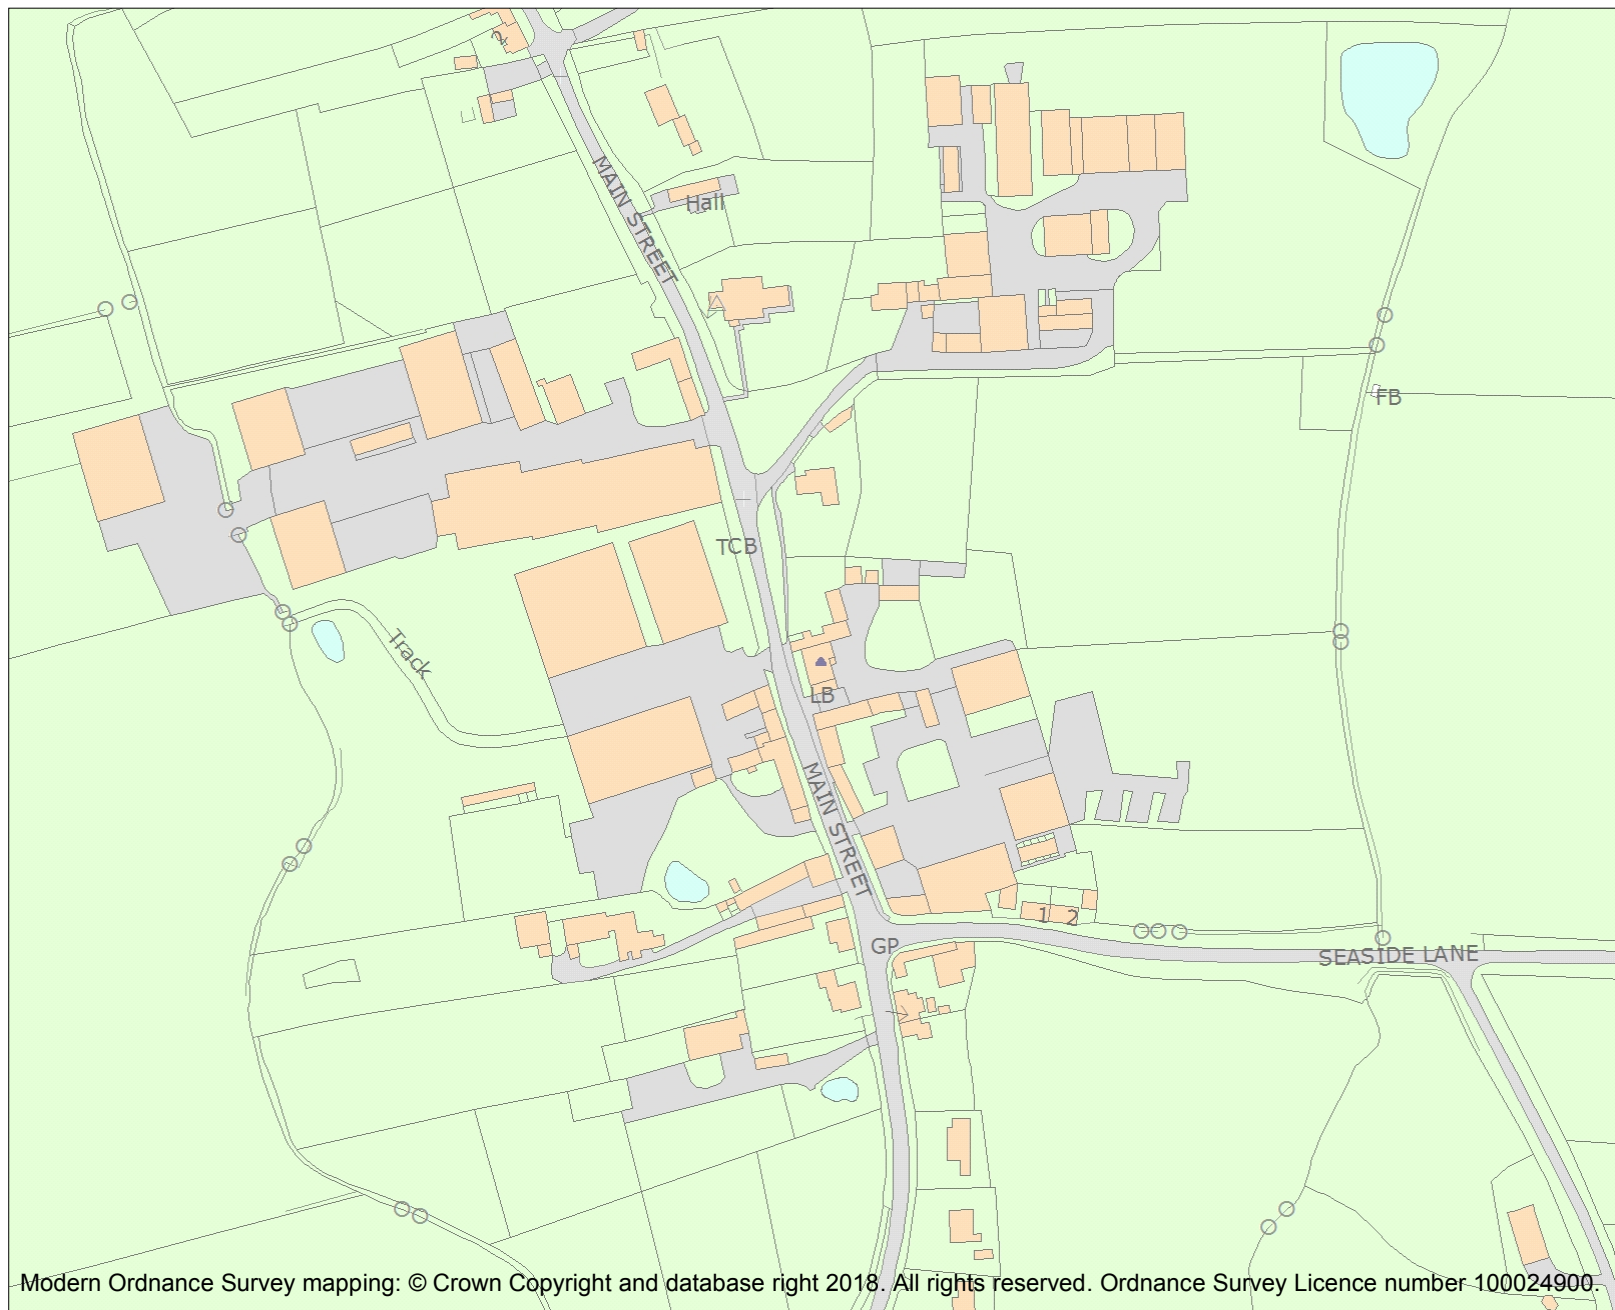 2
MAIN STREET
Hall
FB
TCB
Track
LB
MAIN STREET
1 2
GP
SEASIDE LANE
Modern Ordnance Survey mapping: © Crown Copyright and database right 2018. All rights reserved. Ordnance Survey Licence number 100024900.